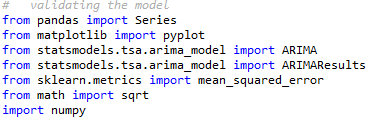 #   validating the model
from pandas import Series
from matplotlib import pyplot
from statsmodels.tsa.arima_model import ARIMA
from statsmodels.tsa.arima_model import ARIMAResults
from sklearn.metrics import mean_squared_error
from math import sqrt
import numpy